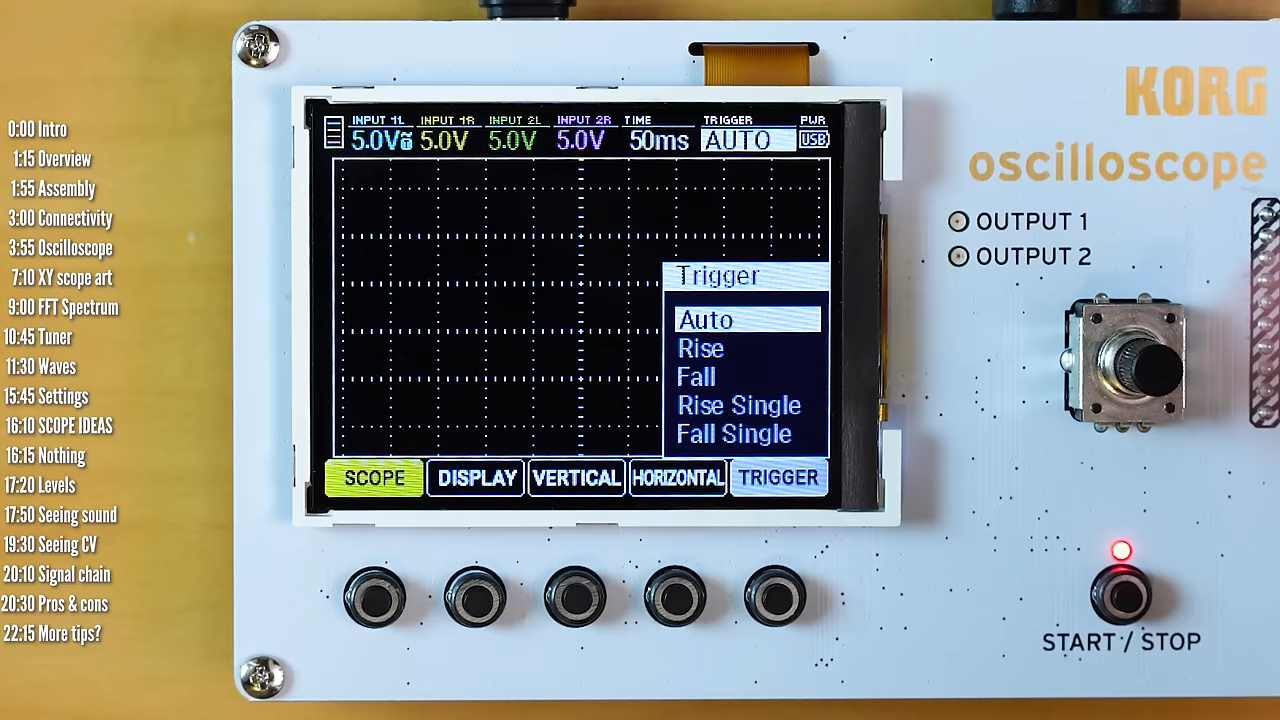 0:00 Intro
1:15 Overview
1:55 Assembly
3:00 Connectivity
3:55 Oscilloscope
7:10 XY scope art
9:00 FFT Spectrum
10:45 Tuner
11:30 Waves
15:45 Settings
16:10 SCOPE IDEAS
16:15 Nothing
17:20 Levels
17:50 Seeing sound
19:30 Seeing CV
20:10 Signal chain
20:30 Pros & cons
22:15 More tips?
INPUT 1L INPUT 1R INPUT 2L INPUT 2R TIME TRIGGER PWR
5.0V 5.0V 5.0V 5.0V 50ms AUTO USB
Trigger
Auto
Rise
Fall
Rise Single
Fall Single
SCOPE DISPLAY VERTICAL HORIZONTAL TRIGGER
KORG
oscilloscope
OUTPUT 1
OUTPUT 2
START / STOP